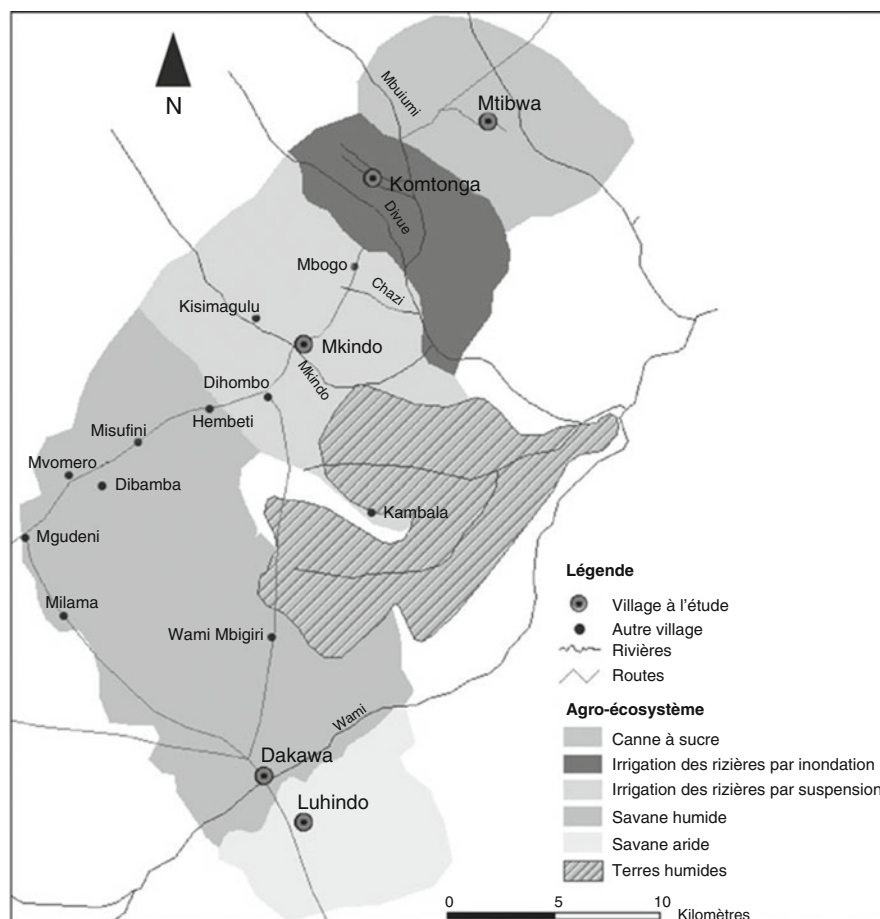 N
Mbuiumi
Mtibwa
Komtonga
Divue
Mbogo
Chazi
Kisimagulu
Mkindo
Mkindo
Dihombo
Hembeti
Misufini
Mvomero
Dibamba
Kambala
Mgudeni
Milama
Wami Mbigiri
Wami
Dakawa
Luhindo
Légende
Village à l'étude
Autre village
Rivières
Routes
Agro-écosystème
Canne à sucre
Irrigation des rizières par inondation
Irrigation des rizières par suspension
Savane humide
Savane aride
Terres humides
0 5 10
Kilomètres